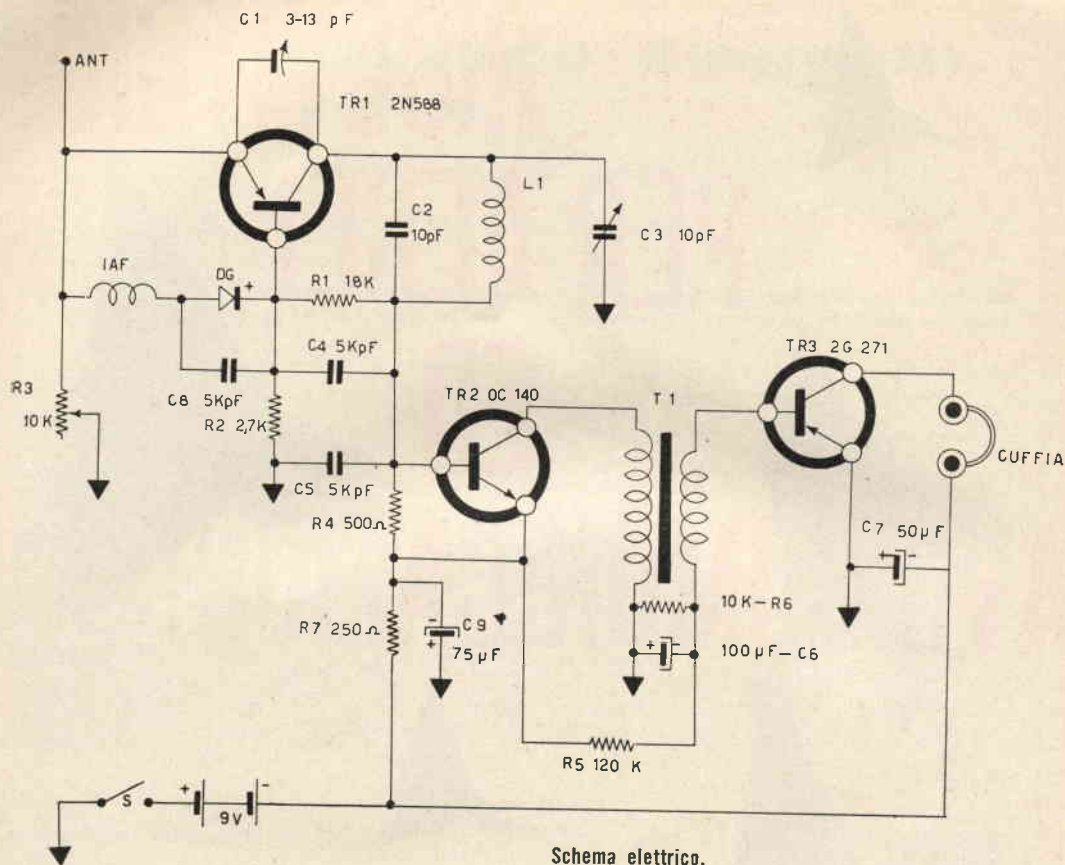 C1 3-13 pF
ANT
TR1 2N588
L1
C2
10pF
C3 10pF
IAF
DG
+
R1 18K
C4 5KpF
TR3 2G 271
R3
10K
C8 5KpF
R2 2,7K
TR2 OC 140
T1
CUFFIA
C5 5KpF
R4 500Ω
C7 50µF
+ -
10K-R6
R7 250Ω
-
C9
+
75µF
+ -
100µF-C6
R5 120 K
S
+ -
9V
Schema elettrico.